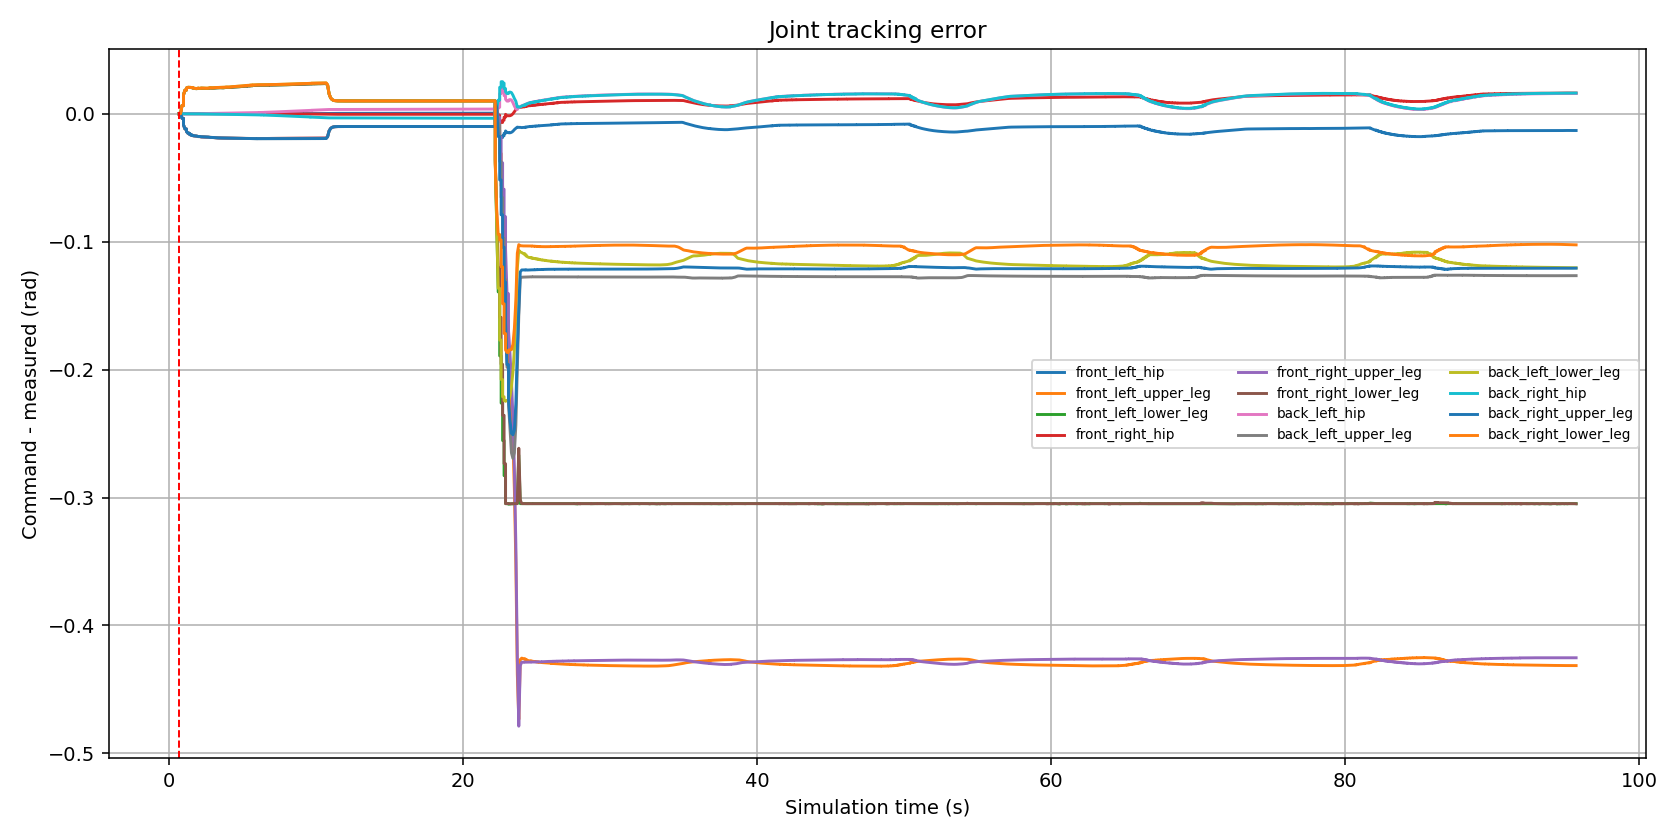 Joint tracking error
Command - measured (rad)
0.0
−0.1
−0.2
−0.3
−0.4
−0.5
front_left_hip
front_left_upper_leg
front_left_lower_leg
front_right_hip
front_right_upper_leg
front_right_lower_leg
back_left_hip
back_left_upper_leg
back_left_lower_leg
back_right_hip
back_right_upper_leg
back_right_lower_leg
0 20 40 60 80 100
Simulation time (s)